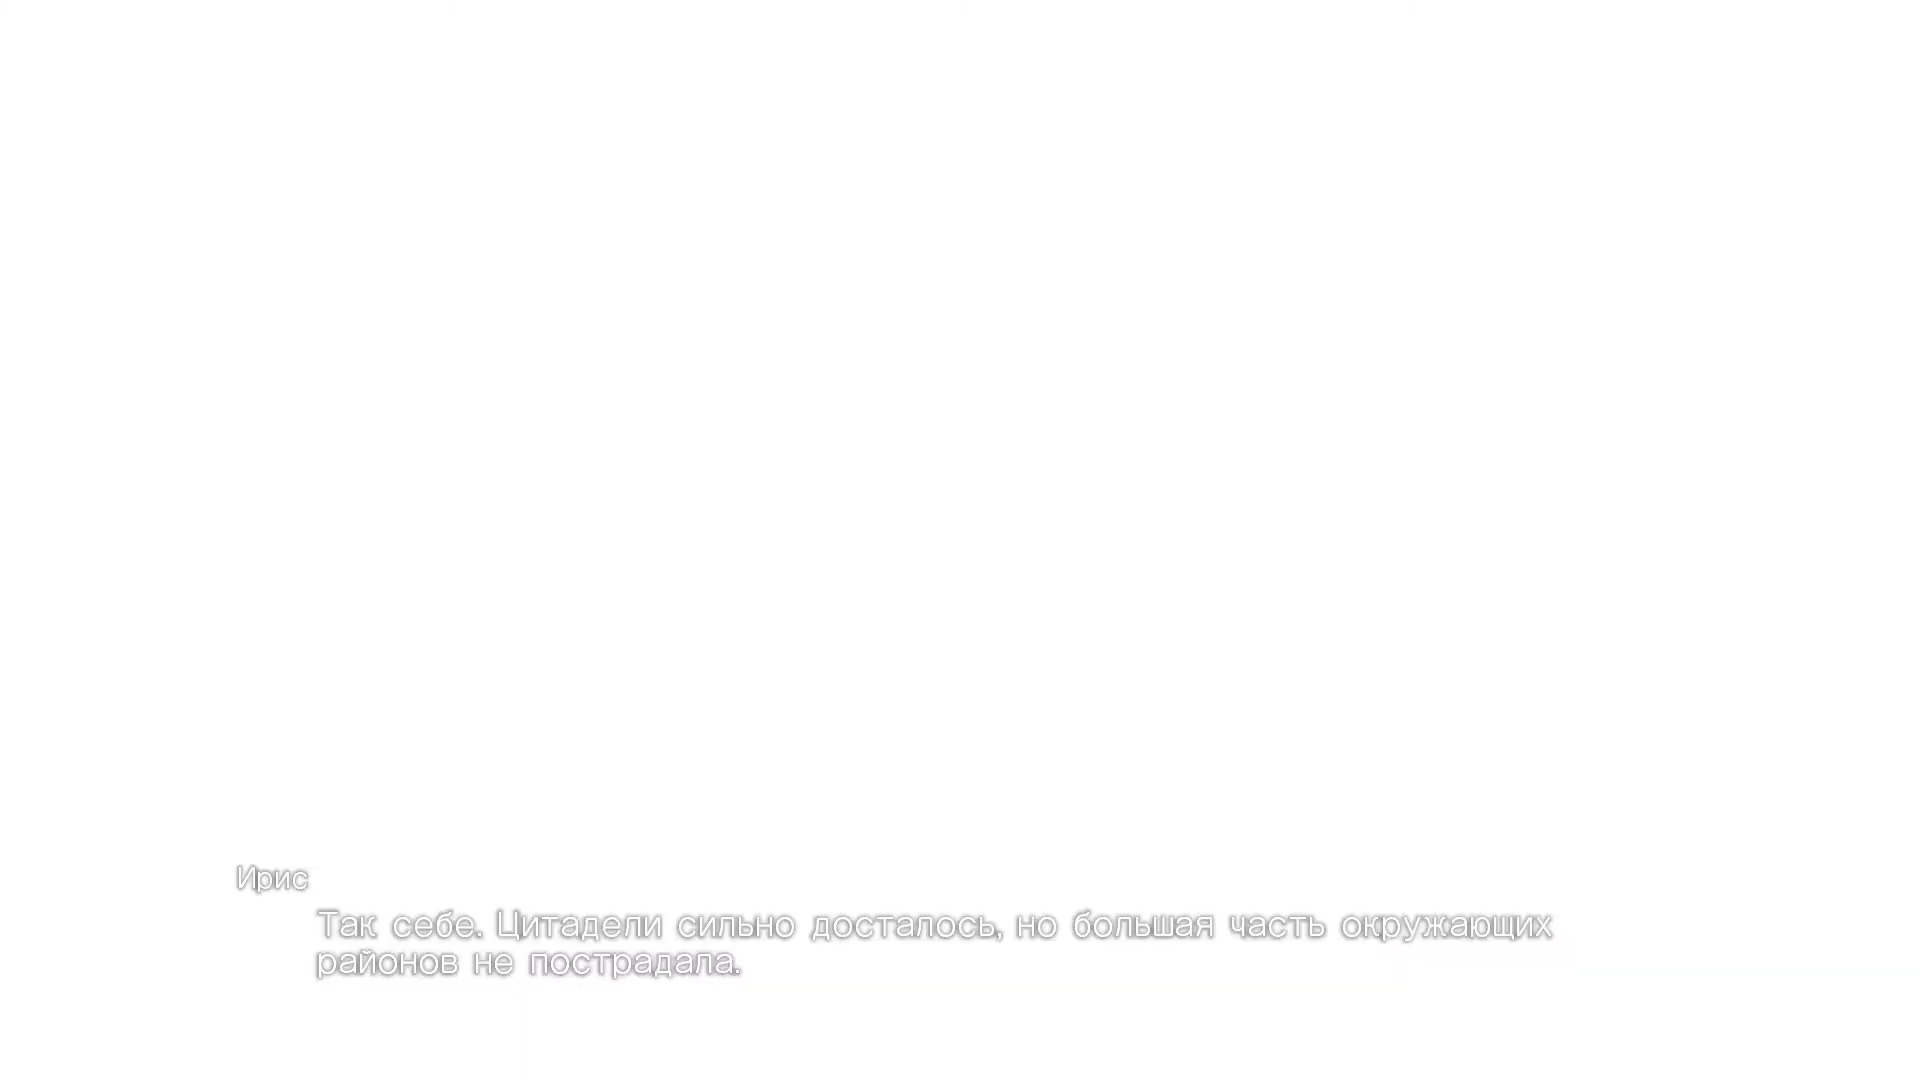 Ирис
Так себе. Цитадели сильно досталось, но большая часть окружающих
районов не пострадала.